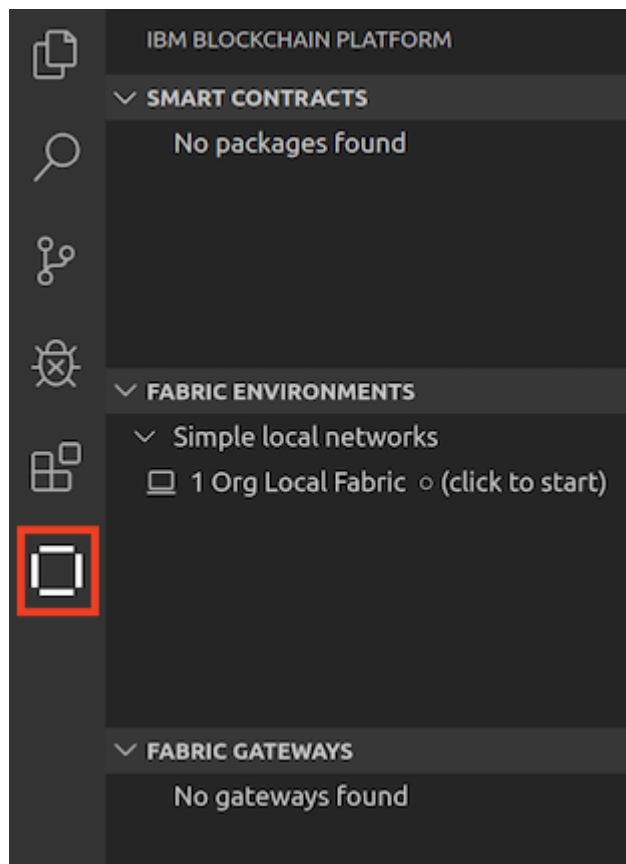 IBM BLOCKCHAIN PLATFORM
SMART CONTRACTS
No packages found
FABRIC ENVIRONMENTS
Simple local networks
1 Org Local Fabric ○ (click to start)
FABRIC GATEWAYS
No gateways found